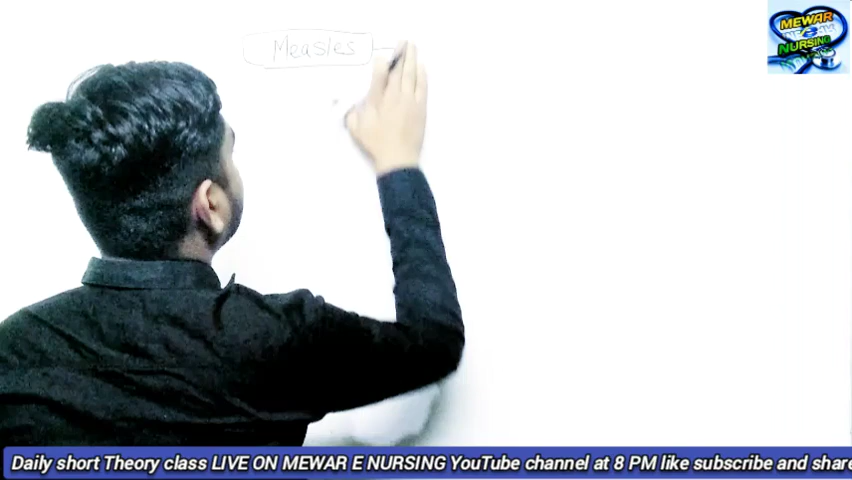 Measles
MEWAR
e
NURSING
Daily short Theory class LIVE ON MEWAR E NURSING YouTube channel at 8 PM like subscribe and share